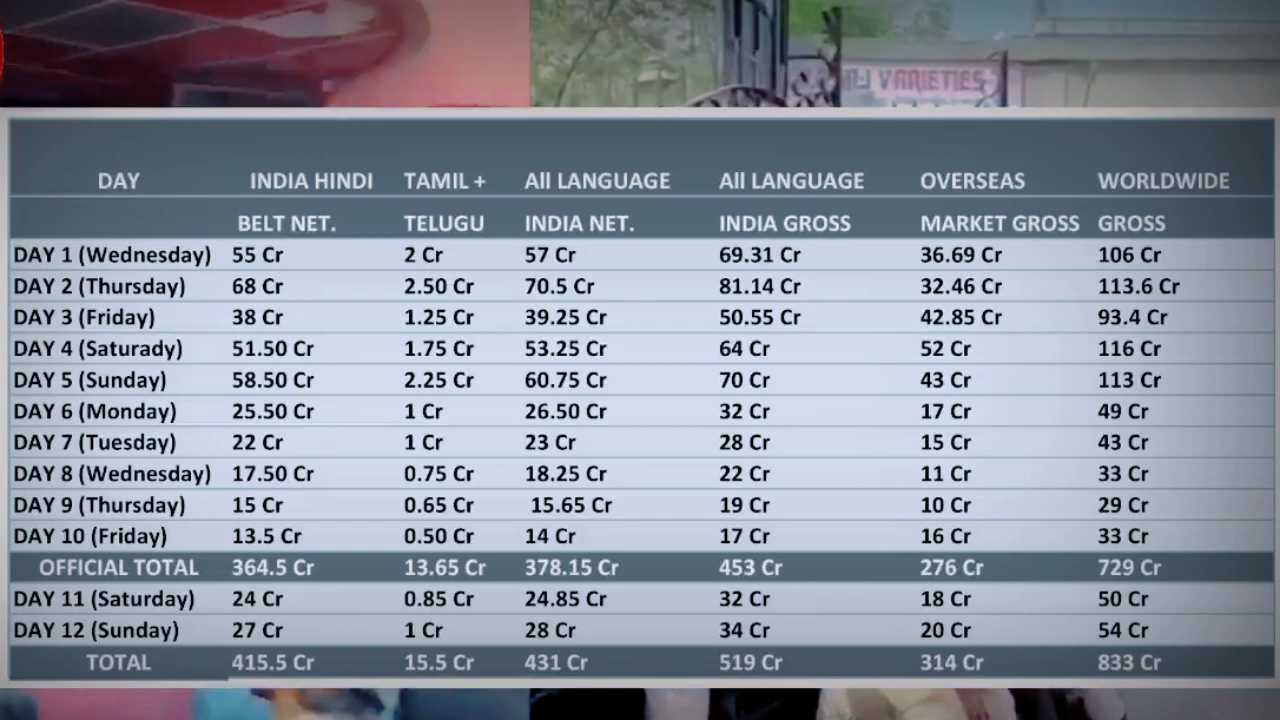 VARIETIES
DAY INDIA HINDI TAMIL + All LANGUAGE All LANGUAGE OVERSEAS WORLDWIDE
BELT NET. TELUGU INDIA NET. INDIA GROSS MARKET GROSS GROSS
DAY 1 (Wednesday) 55 Cr 2 Cr 57 Cr 69.31 Cr 36.69 Cr 106 Cr
DAY 2 (Thursday) 68 Cr 2.50 Cr 70.5 Cr 81.14 Cr 32.46 Cr 113.6 Cr
DAY 3 (Friday) 38 Cr 1.25 Cr 39.25 Cr 50.55 Cr 42.85 Cr 93.4 Cr
DAY 4 (Saturady) 51.50 Cr 1.75 Cr 53.25 Cr 64 Cr 52 Cr 116 Cr
DAY 5 (Sunday) 58.50 Cr 2.25 Cr 60.75 Cr 70 Cr 43 Cr 113 Cr
DAY 6 (Monday) 25.50 Cr 1 Cr 26.50 Cr 32 Cr 17 Cr 49 Cr
DAY 7 (Tuesday) 22 Cr 1 Cr 23 Cr 28 Cr 15 Cr 43 Cr
DAY 8 (Wednesday) 17.50 Cr 0.75 Cr 18.25 Cr 22 Cr 11 Cr 33 Cr
DAY 9 (Thursday) 15 Cr 0.65 Cr 15.65 Cr 19 Cr 10 Cr 29 Cr
DAY 10 (Friday) 13.5 Cr 0.50 Cr 14 Cr 17 Cr 16 Cr 33 Cr
OFFICIAL TOTAL 364.5 Cr 13.65 Cr 378.15 Cr 453 Cr 276 Cr 729 Cr
DAY 11 (Saturday) 24 Cr 0.85 Cr 24.85 Cr 32 Cr 18 Cr 50 Cr
DAY 12 (Sunday) 27 Cr 1 Cr 28 Cr 34 Cr 20 Cr 54 Cr
TOTAL 415.5 Cr 15.5 Cr 431 Cr 519 Cr 314 Cr 833 Cr